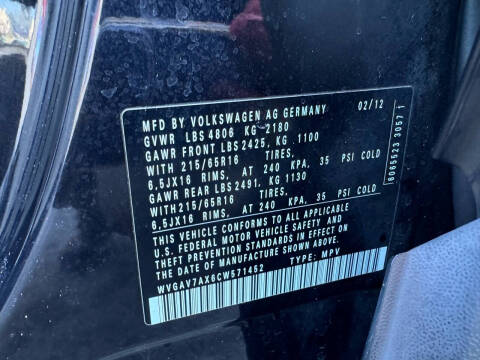 MFD BY VOLKSWAGEN AG GERMANY 02/12
GVWR LBS 4806 KG 2180
GAWR FRONT LBS 2425, KG 1100
WITH 215/65R16 TIRES.
6,5JX16 RIMS, AT 240 KPA, 35 PSI COLD
GAWR REAR LBS 2491, KG 1130
WITH215/65R16 TIRES.
6,5JX16 RIMS, AT 240 KPA, 35 PSI COLD
THIS VEHICLE CONFORMS TO ALL APPLICABLE
U.S. FEDERAL MOTOR VEHICLE SAFETY AND
THEFT PREVENTION STANDARDS IN EFFECT ON
THE DATE OF MANUFACTURE SHOWN ABOVE.
WVGAV7AX6CW571452 TYPE: MPV
6065523 3057 1